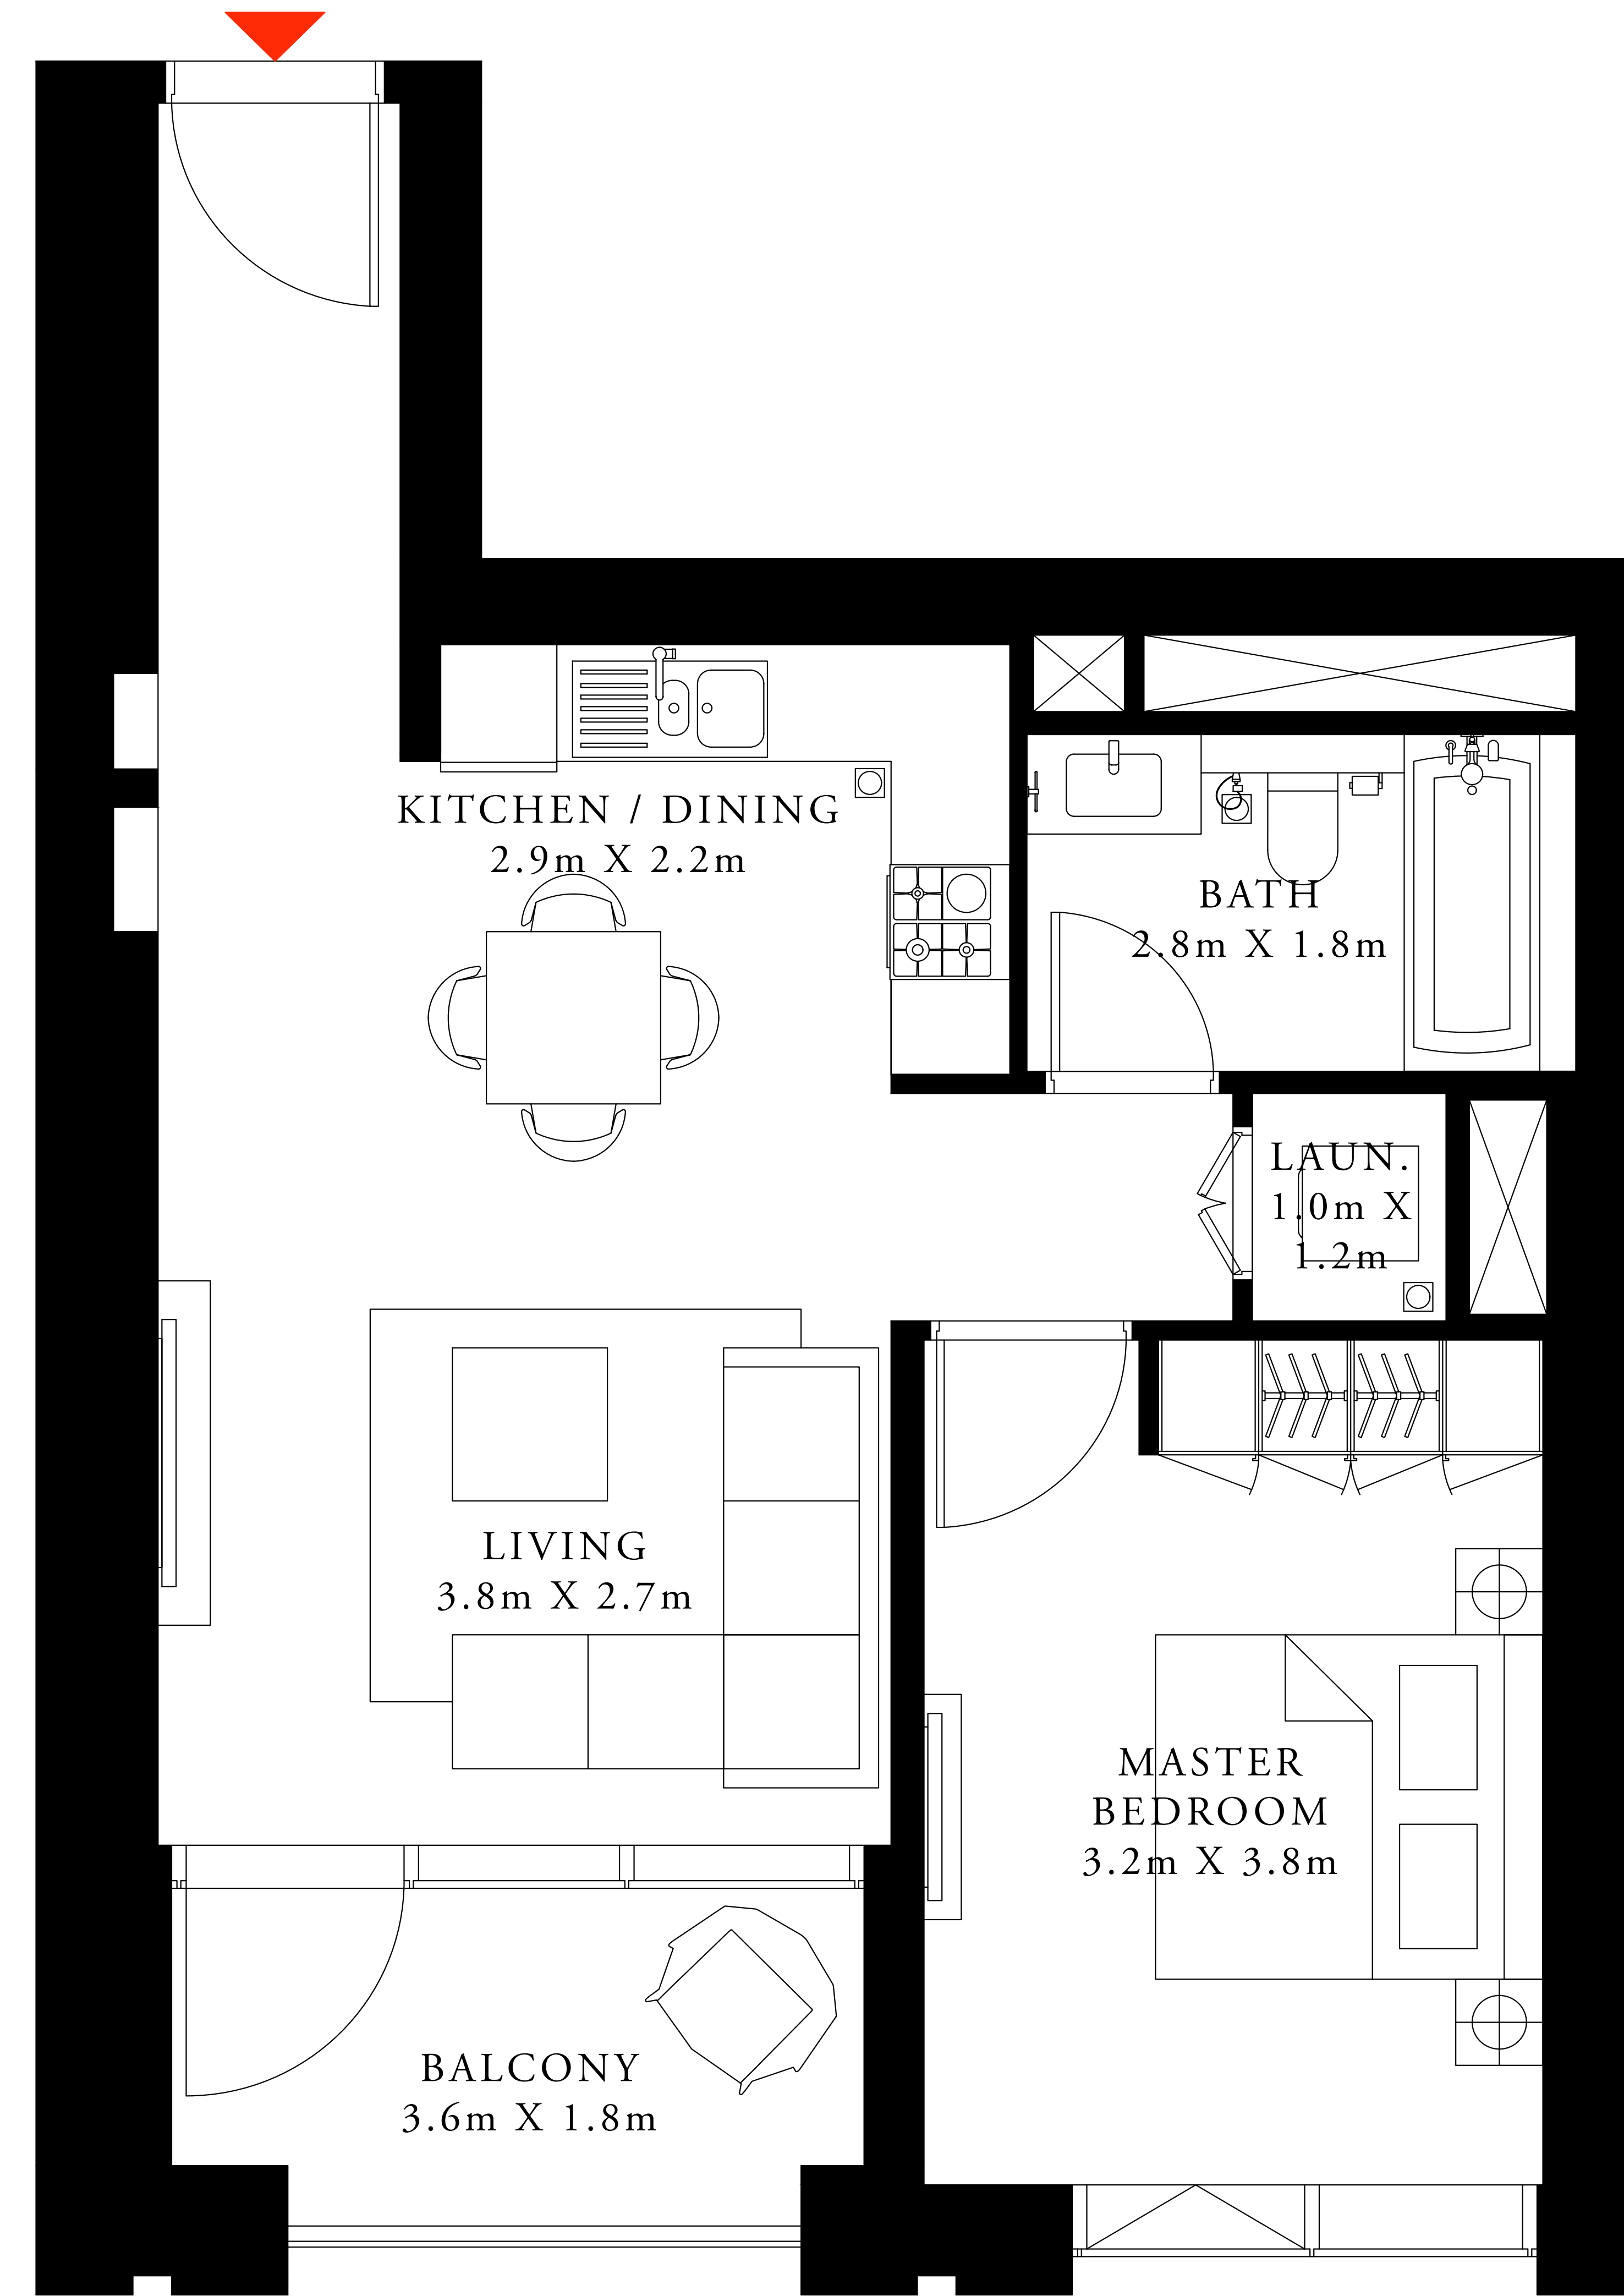 KITCHEN / DINING
2.9m X 2.2m
BATH
2.8m X 1.8m
LAUN.
1.0m X
1.2m
LIVING
3.8m X 2.7m
MASTER
BEDROOM
3.2m X 3.8m
BALCONY
3.6m X 1.8m